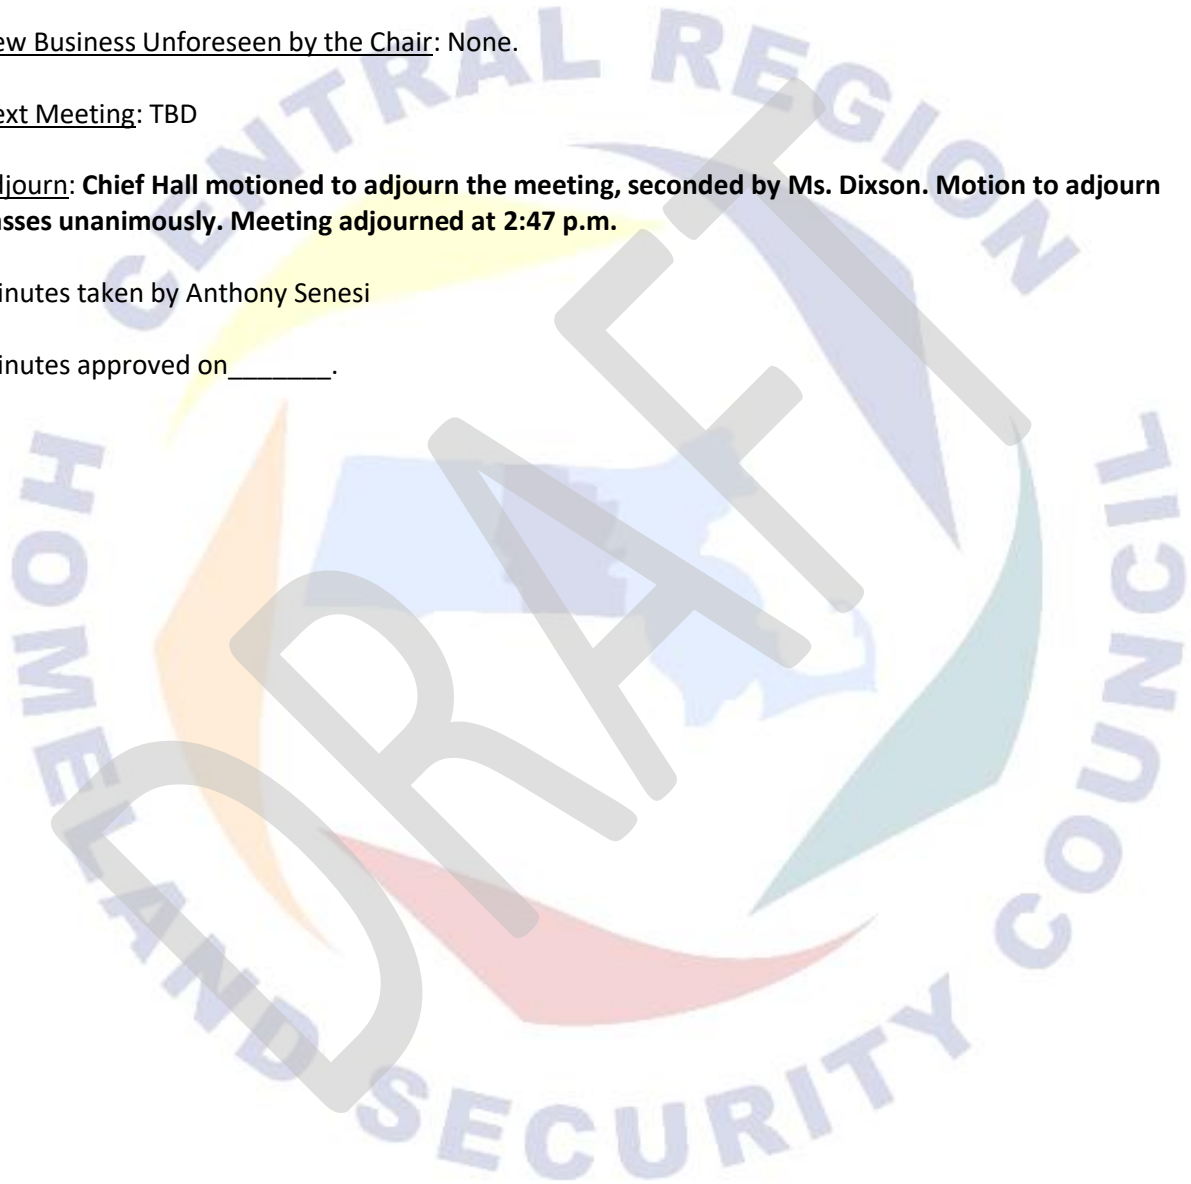 ew Business Unforeseen by the Chair: None.
ext Meeting: TBD
djourn: Chief Hall motioned to adjourn the meeting, seconded by Ms. Dixson. Motion to adjourn
asses unanimously. Meeting adjourned at 2:47 p.m.
inutes taken by Anthony Senesi
inutes approved on_______.
CENTRAL REGION
HOMELAND SECURITY COUNCIL
DRAFT